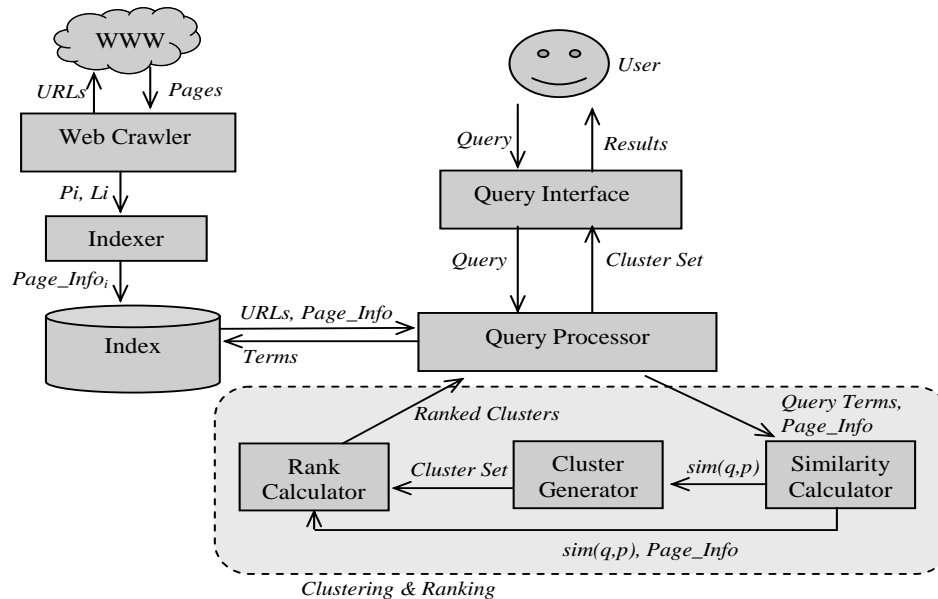 WWW
URLs
Pages
Web Crawler
Pi, Li
Indexer
Page_Infoi
Index
User
Query
Results
Query Interface
Query
Cluster Set
URLs, Page_Info
Terms
Query Processor
Ranked Clusters
Query Terms,
Page_Info
Rank
Calculator
Cluster Set
Cluster
Generator
sim(q,p)
Similarity
Calculator
sim(q,p), Page_Info
Clustering & Ranking